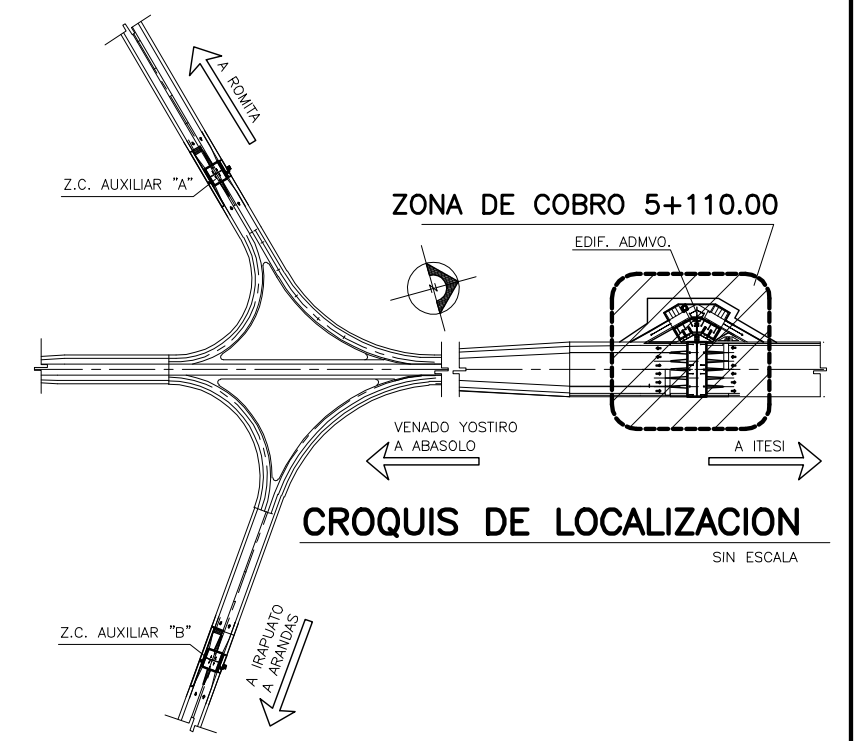 A ROMITA
Z.C. AUXILIAR "A"
ZONA DE COBRO 5+110.00
EDIF. ADMVO.
N
VENADO YOSTIRO
A ABASOLO
A ITESI
CROQUIS DE LOCALIZACION
SIN ESCALA
Z.C. AUXILIAR "B"
A IRAPUATO
A ARANDAS